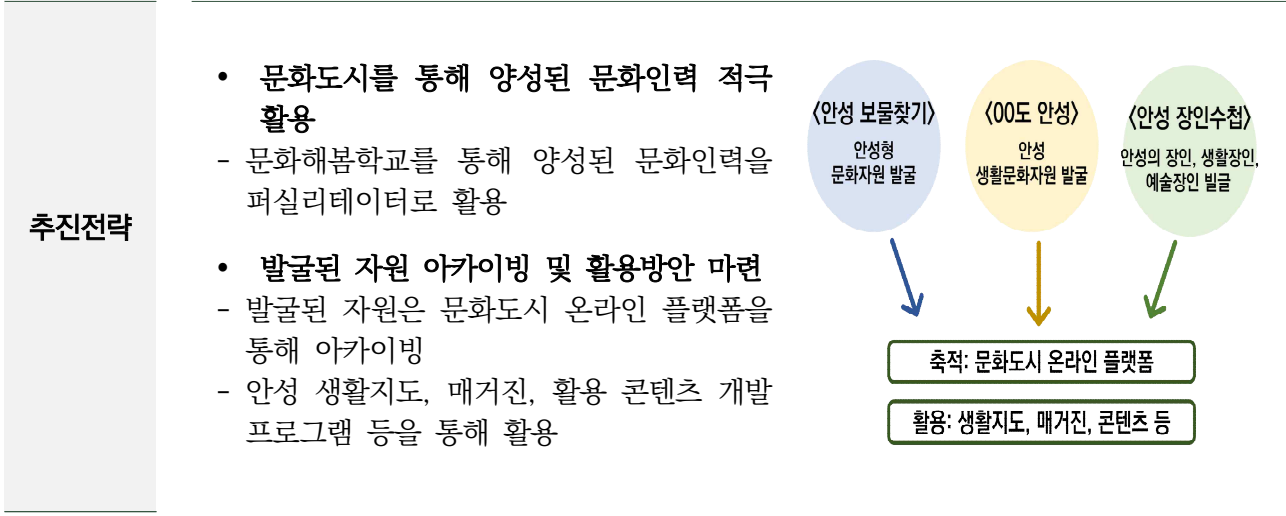 추진전략
• 문화도시를 통해 양성된 문화인력 적극
활용
- 문화해봄학교를 통해 양성된 문화인력을
퍼실리테이터로 활용
• 발굴된 자원 아카이빙 및 활용방안 마련
- 발굴된 자원은 문화도시 온라인 플랫폼을
통해 아카이빙
- 안성 생활지도, 매거진, 활용 콘텐츠 개발
프로그램 등을 통해 활용
<안성 보물찾기>
안성형
문화자원 발굴
<00도 안성>
안성
생활문화자원 발굴
<안성 장인수첩>
안성의 장인, 생활장인,
예술장인 빌글
축적: 문화도시 온라인 플랫폼
활용: 생활지도, 매거진, 콘텐츠 등